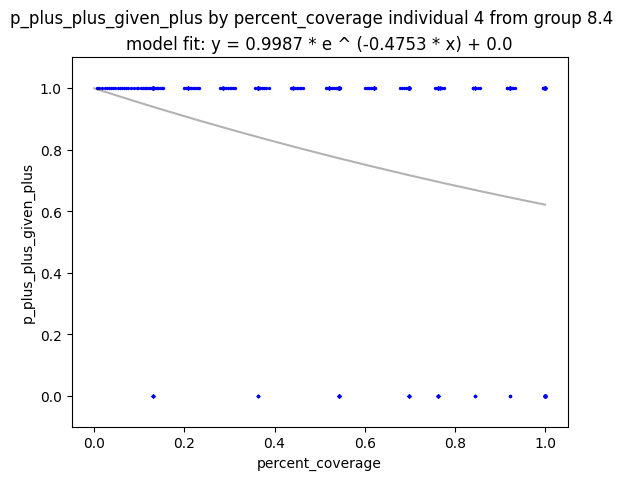 p_plus_plus_given_plus by percent_coverage individual 4 from group 8.4
model fit: y = 0.9987 * e ^ (-0.4753 * x) + 0.0
p_plus_plus_given_plus
1.0
0.8
0.6
0.4
0.2
0.0
0.0 0.2 0.4 0.6 0.8 1.0
percent_coverage